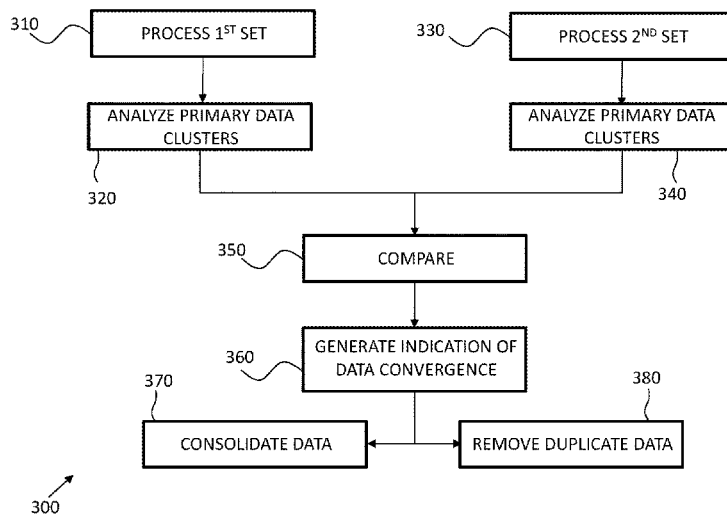 310
PROCESS 1ST SET
330
PROCESS 2ND SET
ANALYZE PRIMARY DATA
CLUSTERS
320
ANALYZE PRIMARY DATA
CLUSTERS
340
350
COMPARE
360
GENERATE INDICATION OF
DATA CONVERGENCE
370
CONSOLIDATE DATA
380
REMOVE DUPLICATE DATA
300